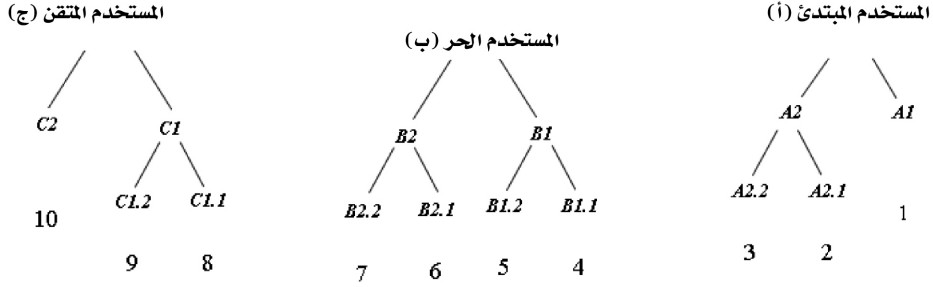 المستخدم المبتدئ (أ)
المستخدم الحر (ب)
المستخدم المتقن (ج)
A1
A2
B1
B2
C1
C2
A2.1
A2.2
B1.1
B1.2
B2.1
B2.2
C1.1
C1.2
1
2
3
4
5
6
7
8
9
10